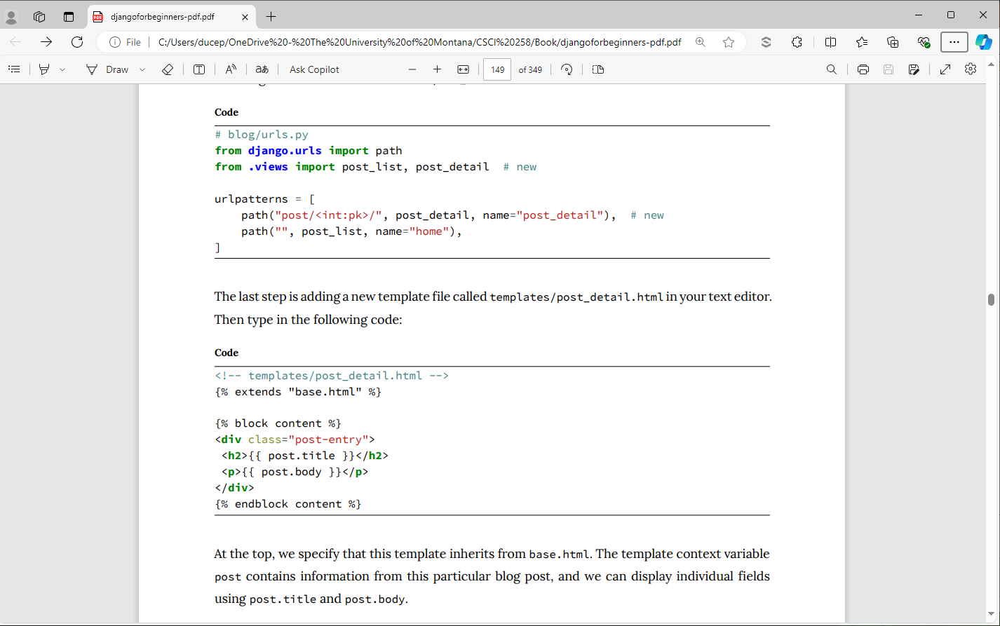 djangoforbeginners-pdf.pdf
File
C:/Users/ducep/OneDrive%20-%20The%20University%20of%20Montana/CSCI%20258/Book/djangoforbeginners-pdf.pdf
Draw
Ask Copilot
149 of 349
Code
# blog/urls.py
from django.urls import path
from .views import post_list, post_detail  # new
urlpatterns = [
    path("post/<int:pk>/", post_detail, name="post_detail"),  # new
    path("", post_list, name="home"),
]
The last step is adding a new template file called templates/post_detail.html in your text editor.
Then type in the following code:
Code
<!-- templates/post_detail.html -->
{% extends "base.html" %}
{% block content %}
<div class="post-entry">
 <h2>{{ post.title }}</h2>
 <p>{{ post.body }}</p>
</div>
{% endblock content %}
At the top, we specify that this template inherits from base.html. The template context variable
post contains information from this particular blog post, and we can display individual fields
using post.title and post.body.